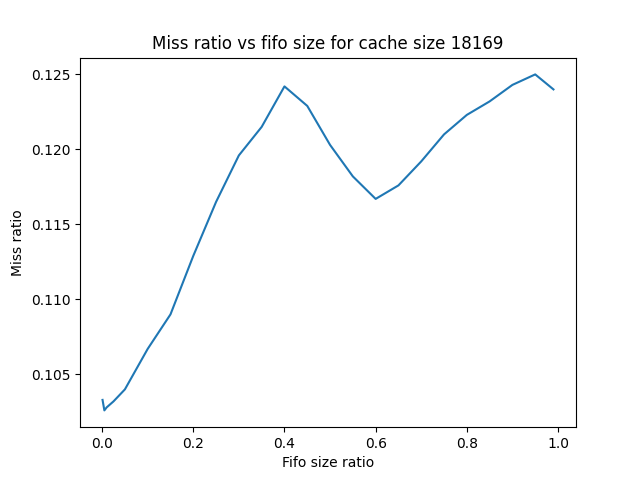 Miss ratio vs fifo size for cache size 18169
0.125
0.120
0.115
0.110
0.105
Miss ratio
0.0 0.2 0.4 0.6 0.8 1.0
Fifo size ratio